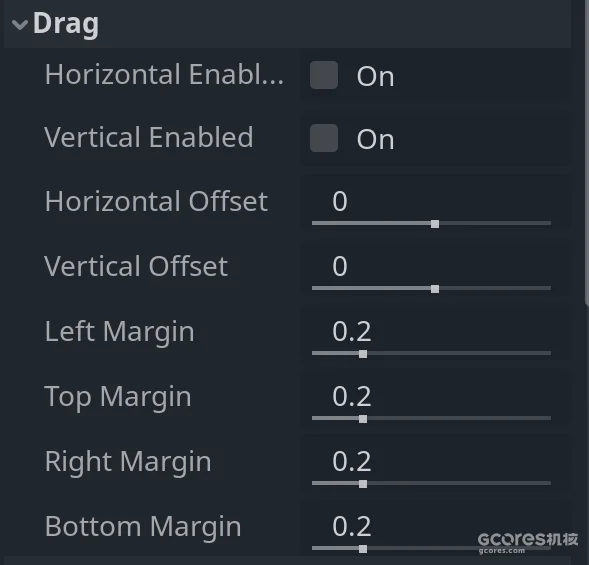 Drag
Horizontal Enabl... On
Vertical Enabled On
Horizontal Offset 0
Vertical Offset 0
Left Margin 0.2
Top Margin 0.2
Right Margin 0.2
Bottom Margin 0.2
GCORES机核
gcores.com